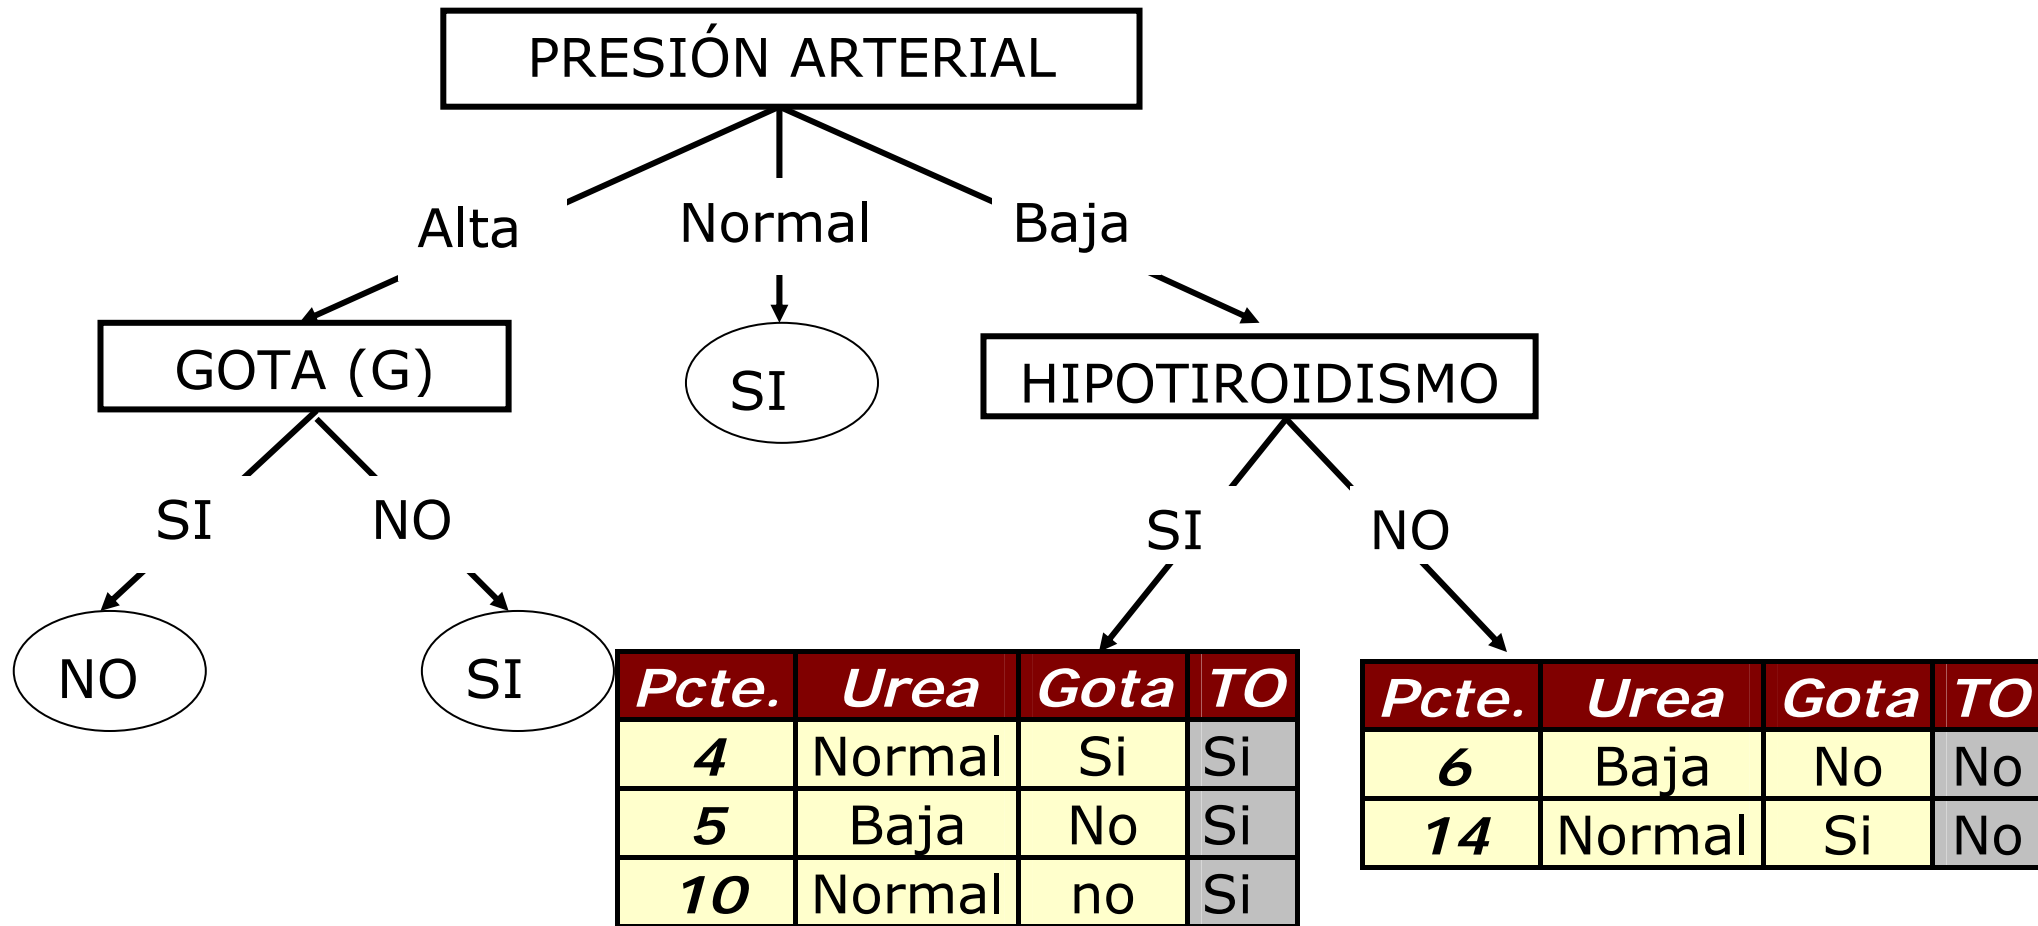 PRESIÓN ARTERIAL
Alta Normal Baja
GOTA (G)
SI
HIPOTIROIDISMO
SI NO
SI NO
NO
SI
Pcte. Urea Gota TO
4 Normal Si Si
5 Baja No Si
10 Normal no Si
Pcte. Urea Gota TO
6 Baja No No
14 Normal Si No